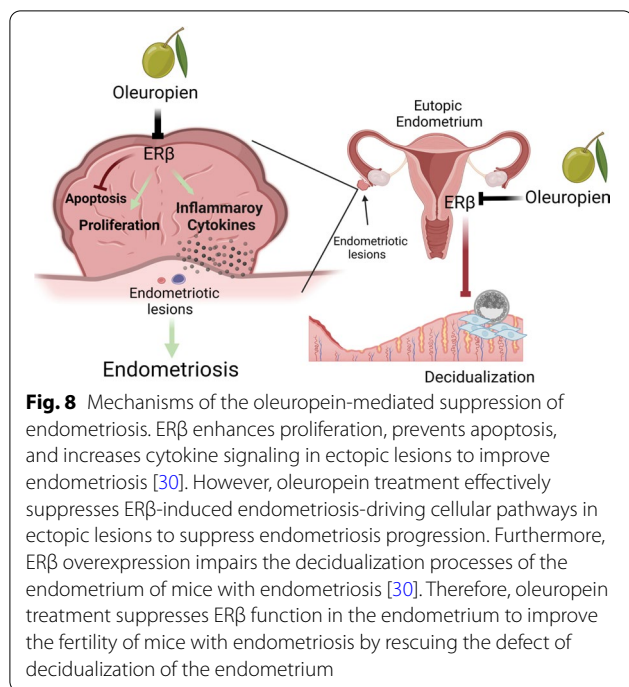 Oleuropien
ERβ
Apoptosis
Proliferation
Inflammaroy
Cytokines
Endometriotic
lesions
Endometriosis
Eutopic
Endometrium
ERβ
Oleuropien
Endometriotic
lesions
Decidualization
Fig. 8 Mechanisms of the oleuropein-mediated suppression of
endometriosis. ERβ enhances proliferation, prevents apoptosis,
and increases cytokine signaling in ectopic lesions to improve
endometriosis [30]. However, oleuropein treatment effectively
suppresses ERβ-induced endometriosis-driving cellular pathways in
ectopic lesions to suppress endometriosis progression. Furthermore,
ERβ overexpression impairs the decidualization processes of the
endometrium of mice with endometriosis [30]. Therefore, oleuropein
treatment suppresses ERβ function in the endometrium to improve
the fertility of mice with endometriosis by rescuing the defect of
decidualization of the endometrium